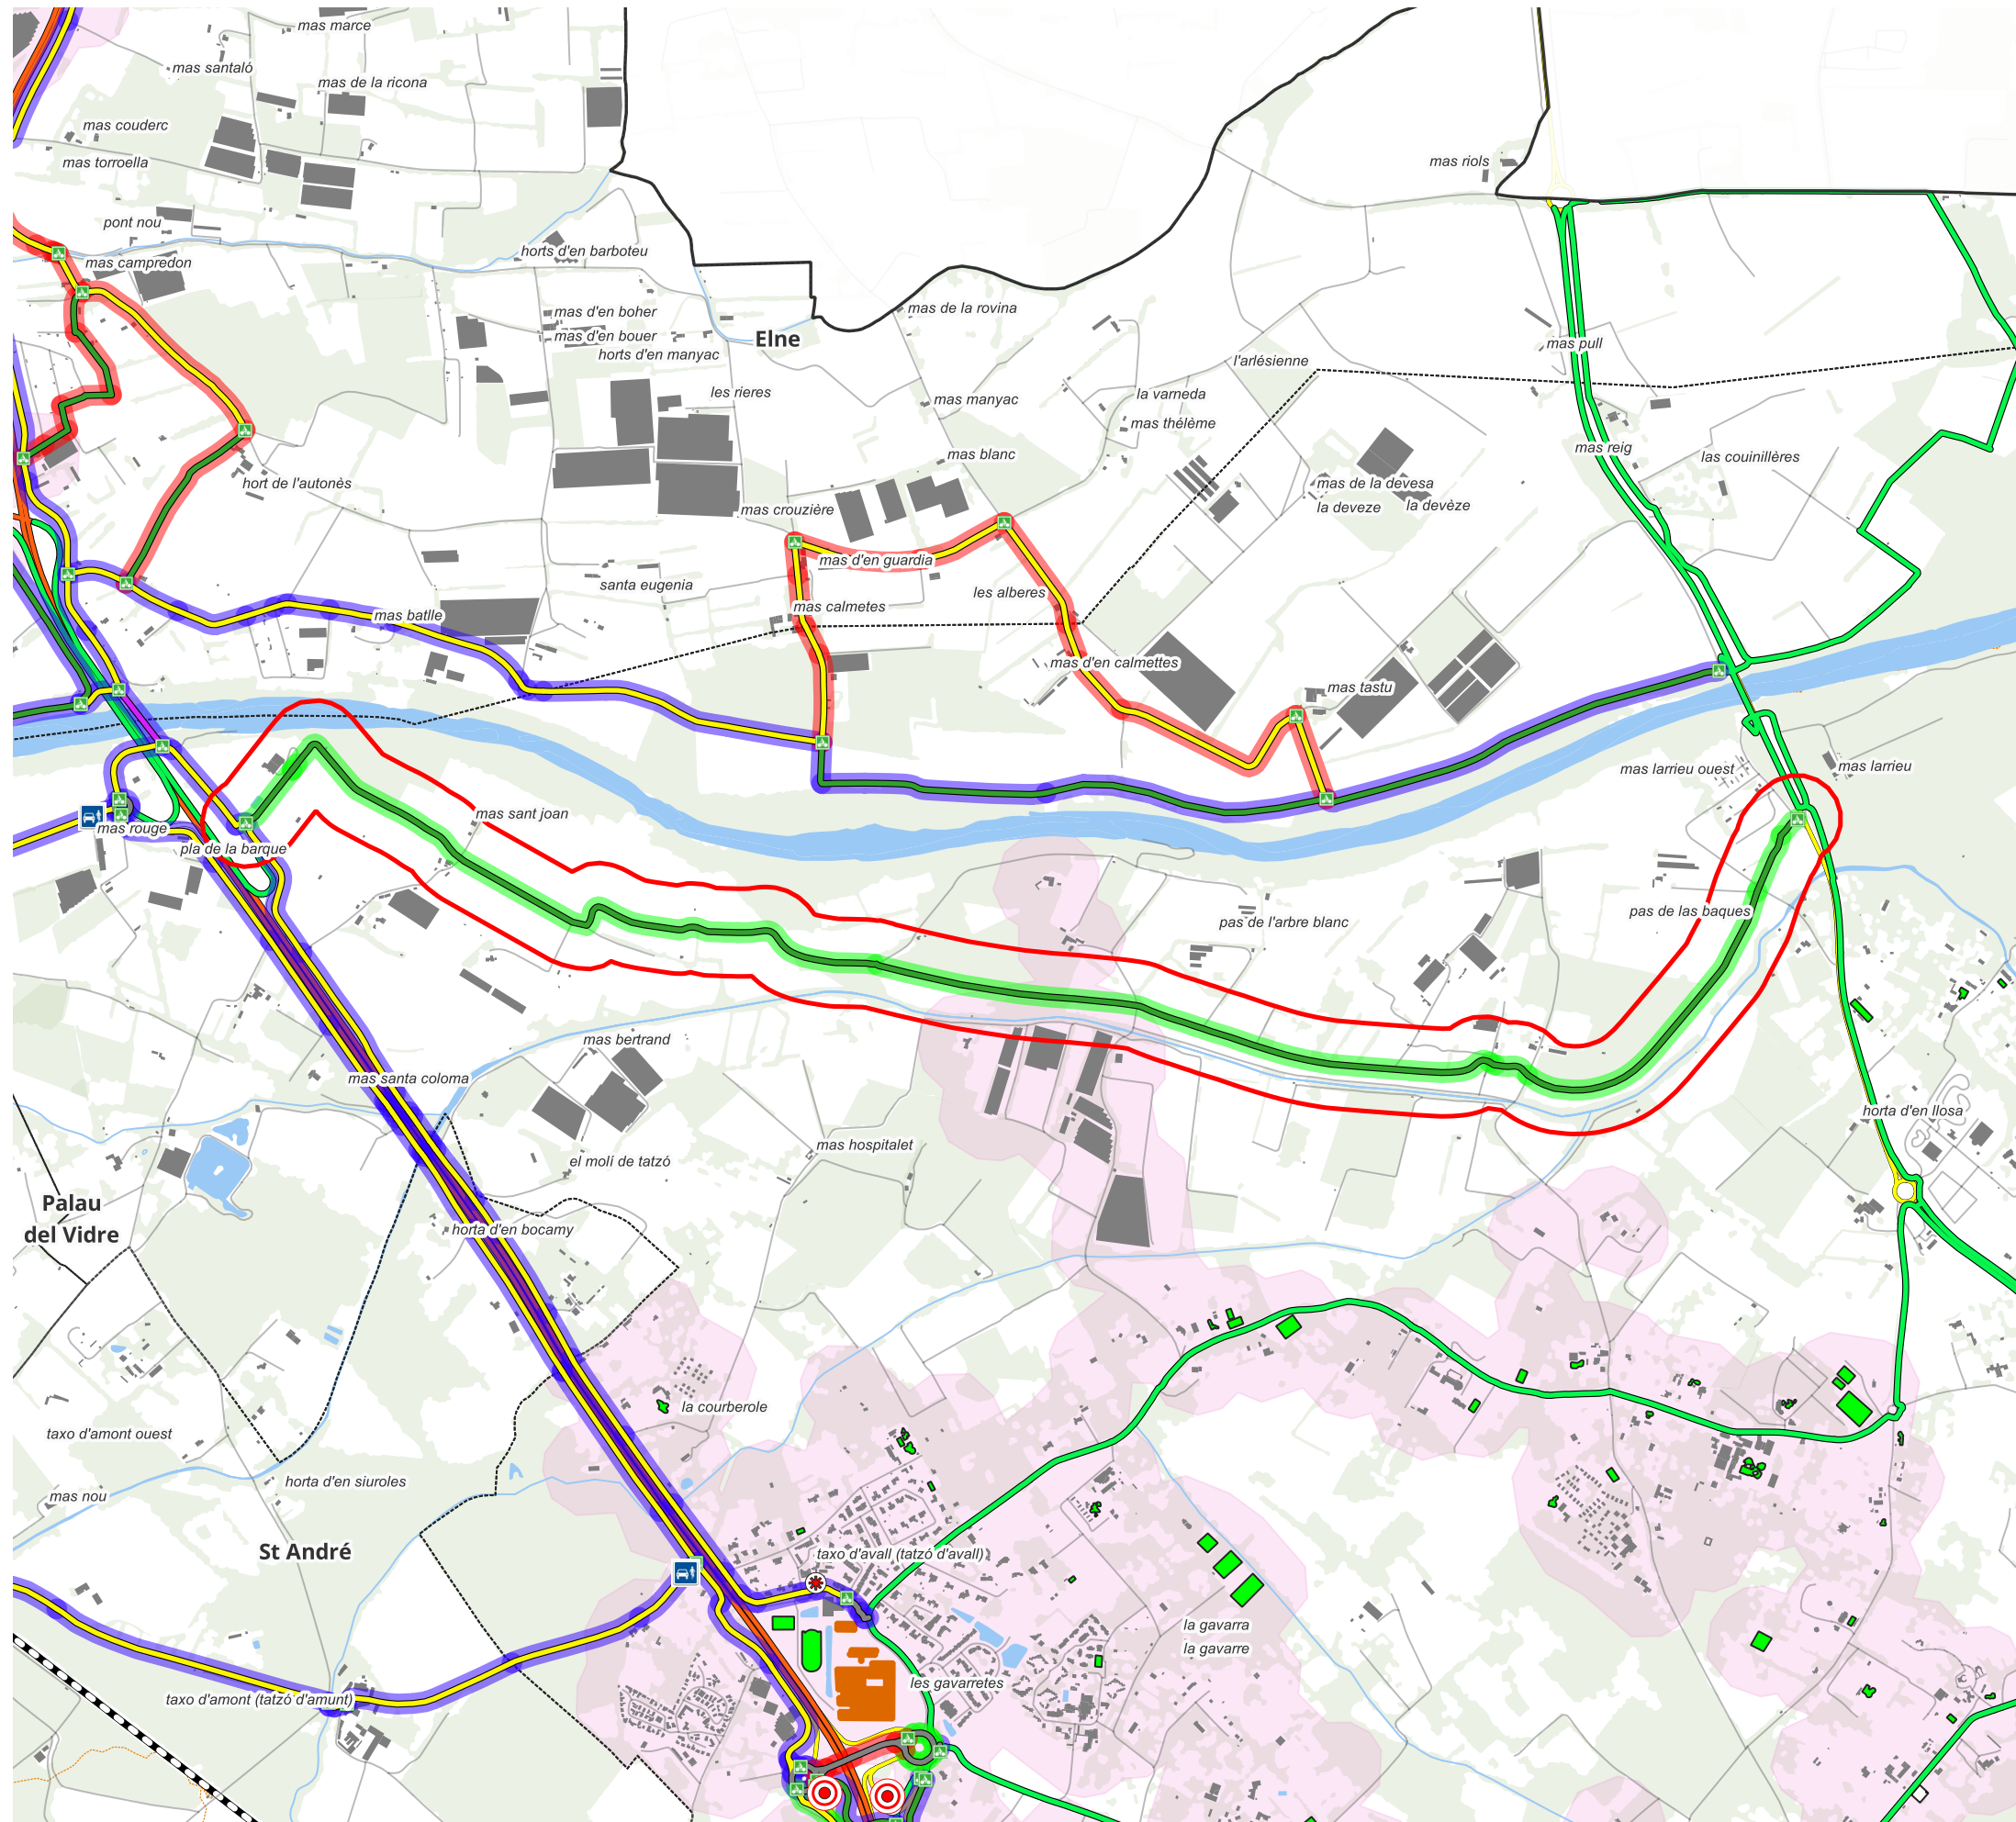 mas marce
mas santaló
mas de la ricona
mas couderc
mas torroella
mas riols
pont nou
mas campredon
horts d'en barboteu
mas d'en boher
mas de la rovina
mas d'en bouer
Elne
mas pull
horts d'en manyac
l'arlésienne
les rieres
mas manyac
la varneda
mas thélème
mas reig
mas blanc
las couinillères
hort de l'autonès
mas de la devesa
mas crouzière
la deveze
la devèze
mas d'en guardia
santa eugenia
les alberes
mas batlle
mas calmetes
mas d'en calmettes
mas tastu
mas larrieu ouest
mas larrieu
mas sant joan
mas rouge
pla de la barque
pas de las baques
pas de l'arbre blanc
mas bertrand
mas santa coloma
horta d'en llosa
mas hospitalet
el molí de tatzó
Palau
del Vidre
horta d'en bocamy
la courberole
taxo d'amont ouest
horta d'en siuroles
mas nou
St André
taxo d'avall (tatzó d'avall)
la gavarra
la gavarre
les gavarretes
taxo d'amont (tatzó d'amunt)